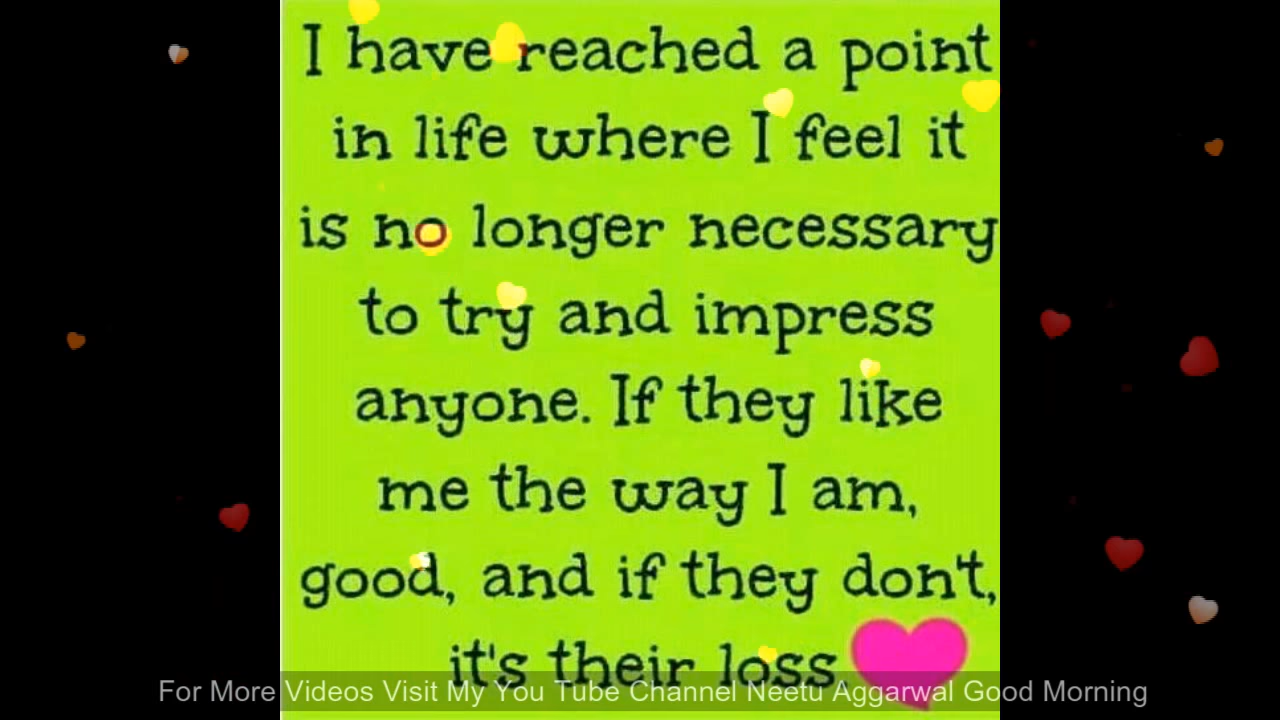 I have reached a point
in life where I feel it
is no longer necessary
to try and impress
anyone. If they like
me the way I am,
good, and if they don't,
it's their loss.
For More Videos Visit My You Tube Channel Neetu Aggarwal Good Morning